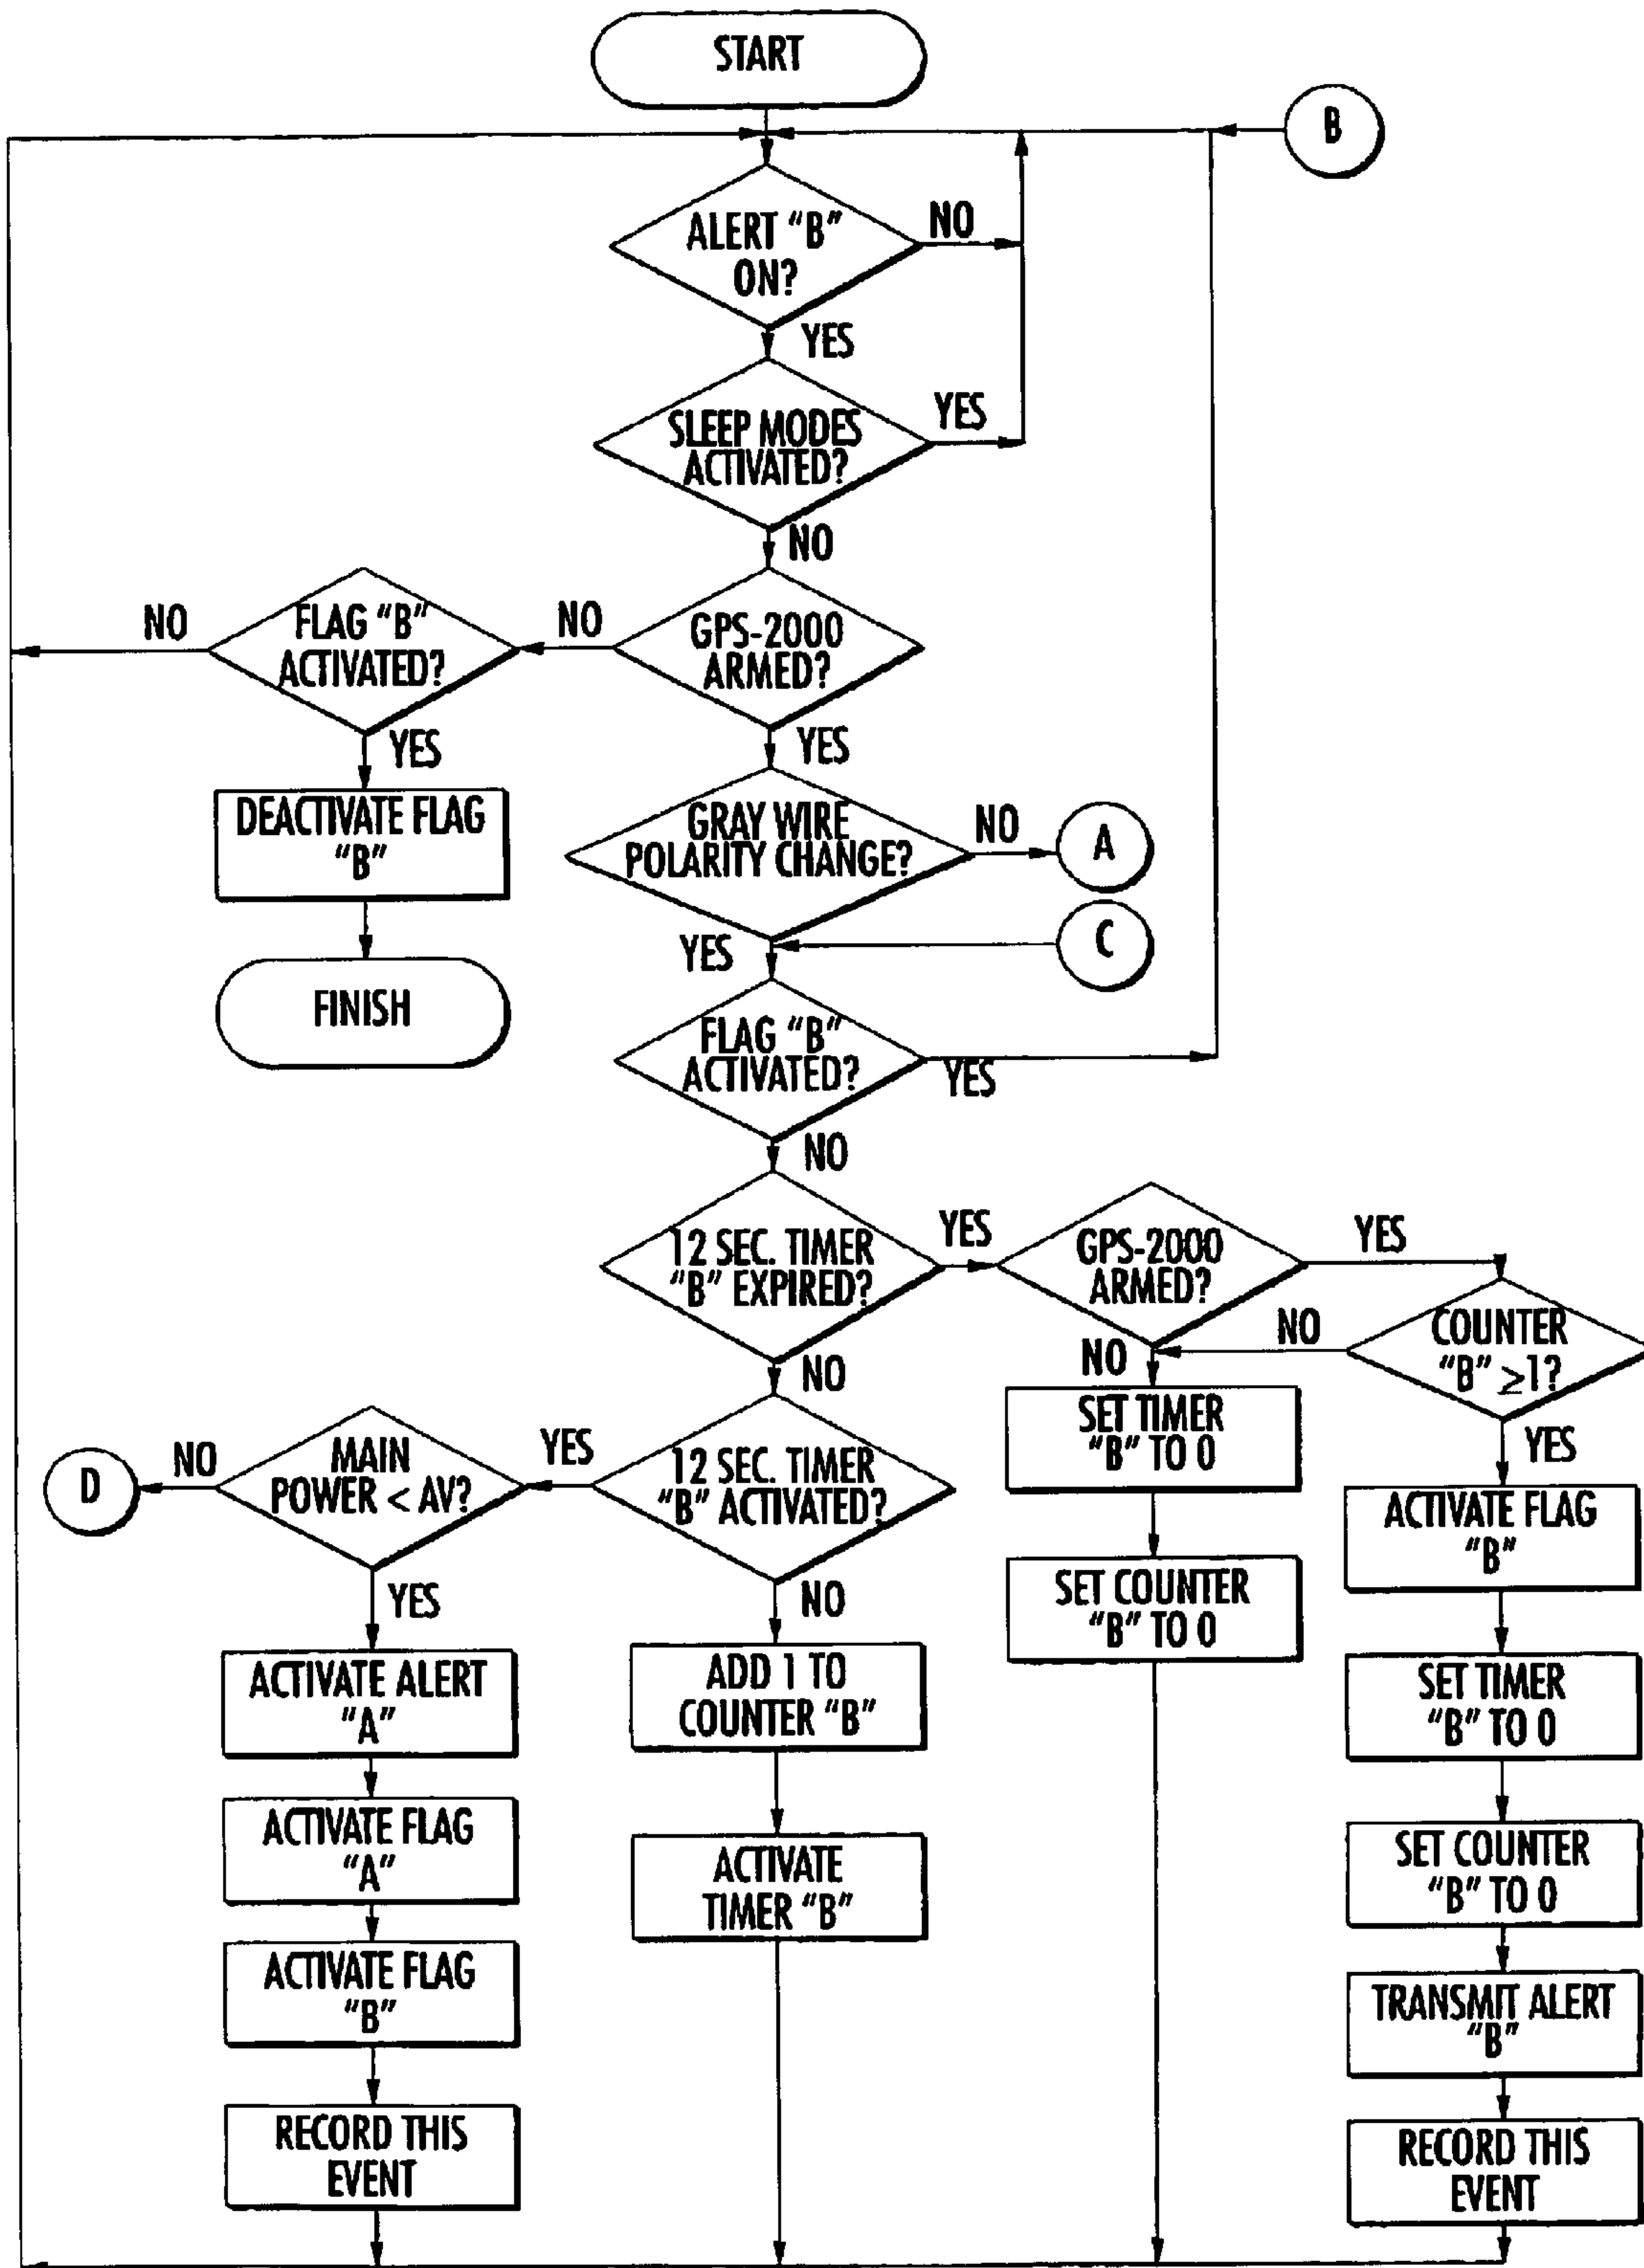 START
B
ALERT "B"
ON?
NO
YES
SLEEP MODES
ACTIVATED?
YES
NO
NO
FLAG "B"
ACTIVATED?
NO
GPS-2000
ARMED?
YES
YES
DEACTIVATE FLAG
"B"
GRAY WIRE
POLARITY CHANGE?
NO
A
YES
C
FINISH
FLAG "B"
ACTIVATED?
YES
NO
12 SEC. TIMER
"B" EXPIRED?
YES
GPS-2000
ARMED?
YES
NO
NO
NO
COUNTER
"B" ≥1?
SET TIMER
"B" TO 0
YES
D
NO
MAIN
POWER < AV?
YES
12 SEC. TIMER
"B" ACTIVATED?
ACTIVATE FLAG
"B"
YES
NO
SET COUNTER
"B" TO 0
ACTIVATE ALERT
"A"
ADD 1 TO
COUNTER "B"
SET TIMER
"B" TO 0
ACTIVATE FLAG
"A"
ACTIVATE
TIMER "B"
SET COUNTER
"B" TO 0
ACTIVATE FLAG
"B"
TRANSMIT ALERT
"B"
RECORD THIS
EVENT
RECORD THIS
EVENT